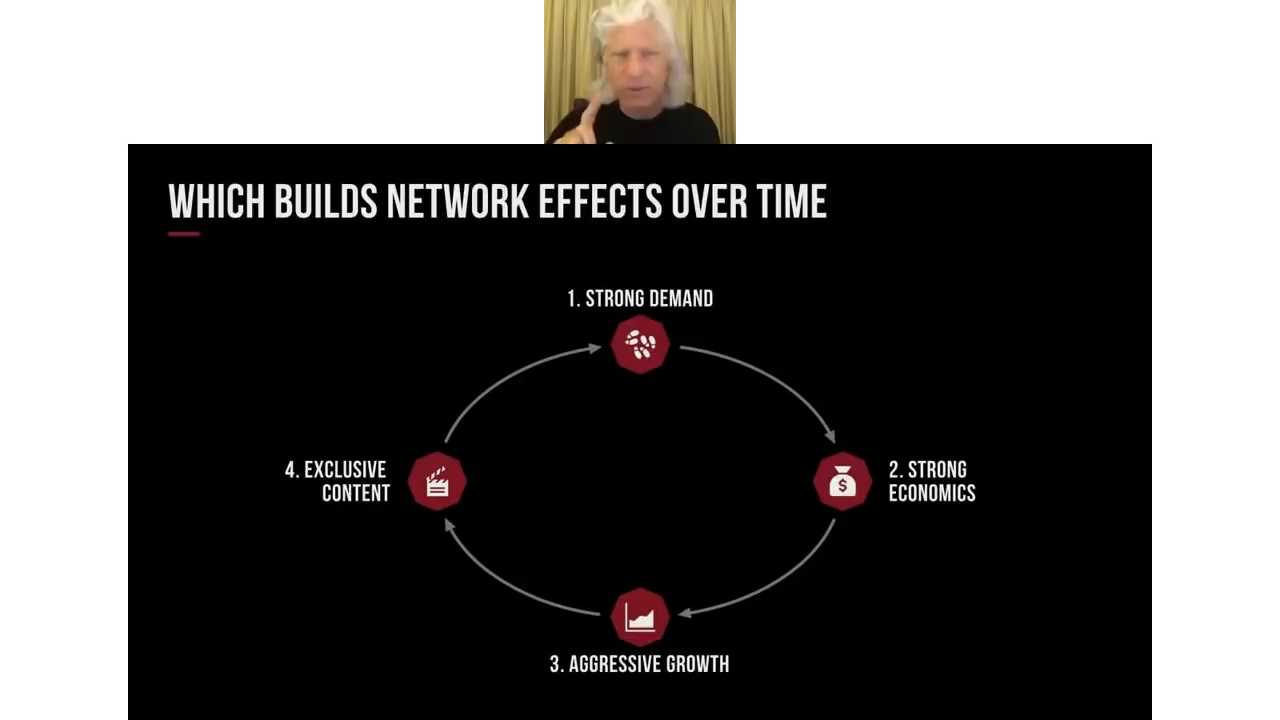 WHICH BUILDS NETWORK EFFECTS OVER TIME
1. STRONG DEMAND
4. EXCLUSIVE
CONTENT
2. STRONG
ECONOMICS
$
3. AGGRESSIVE GROWTH